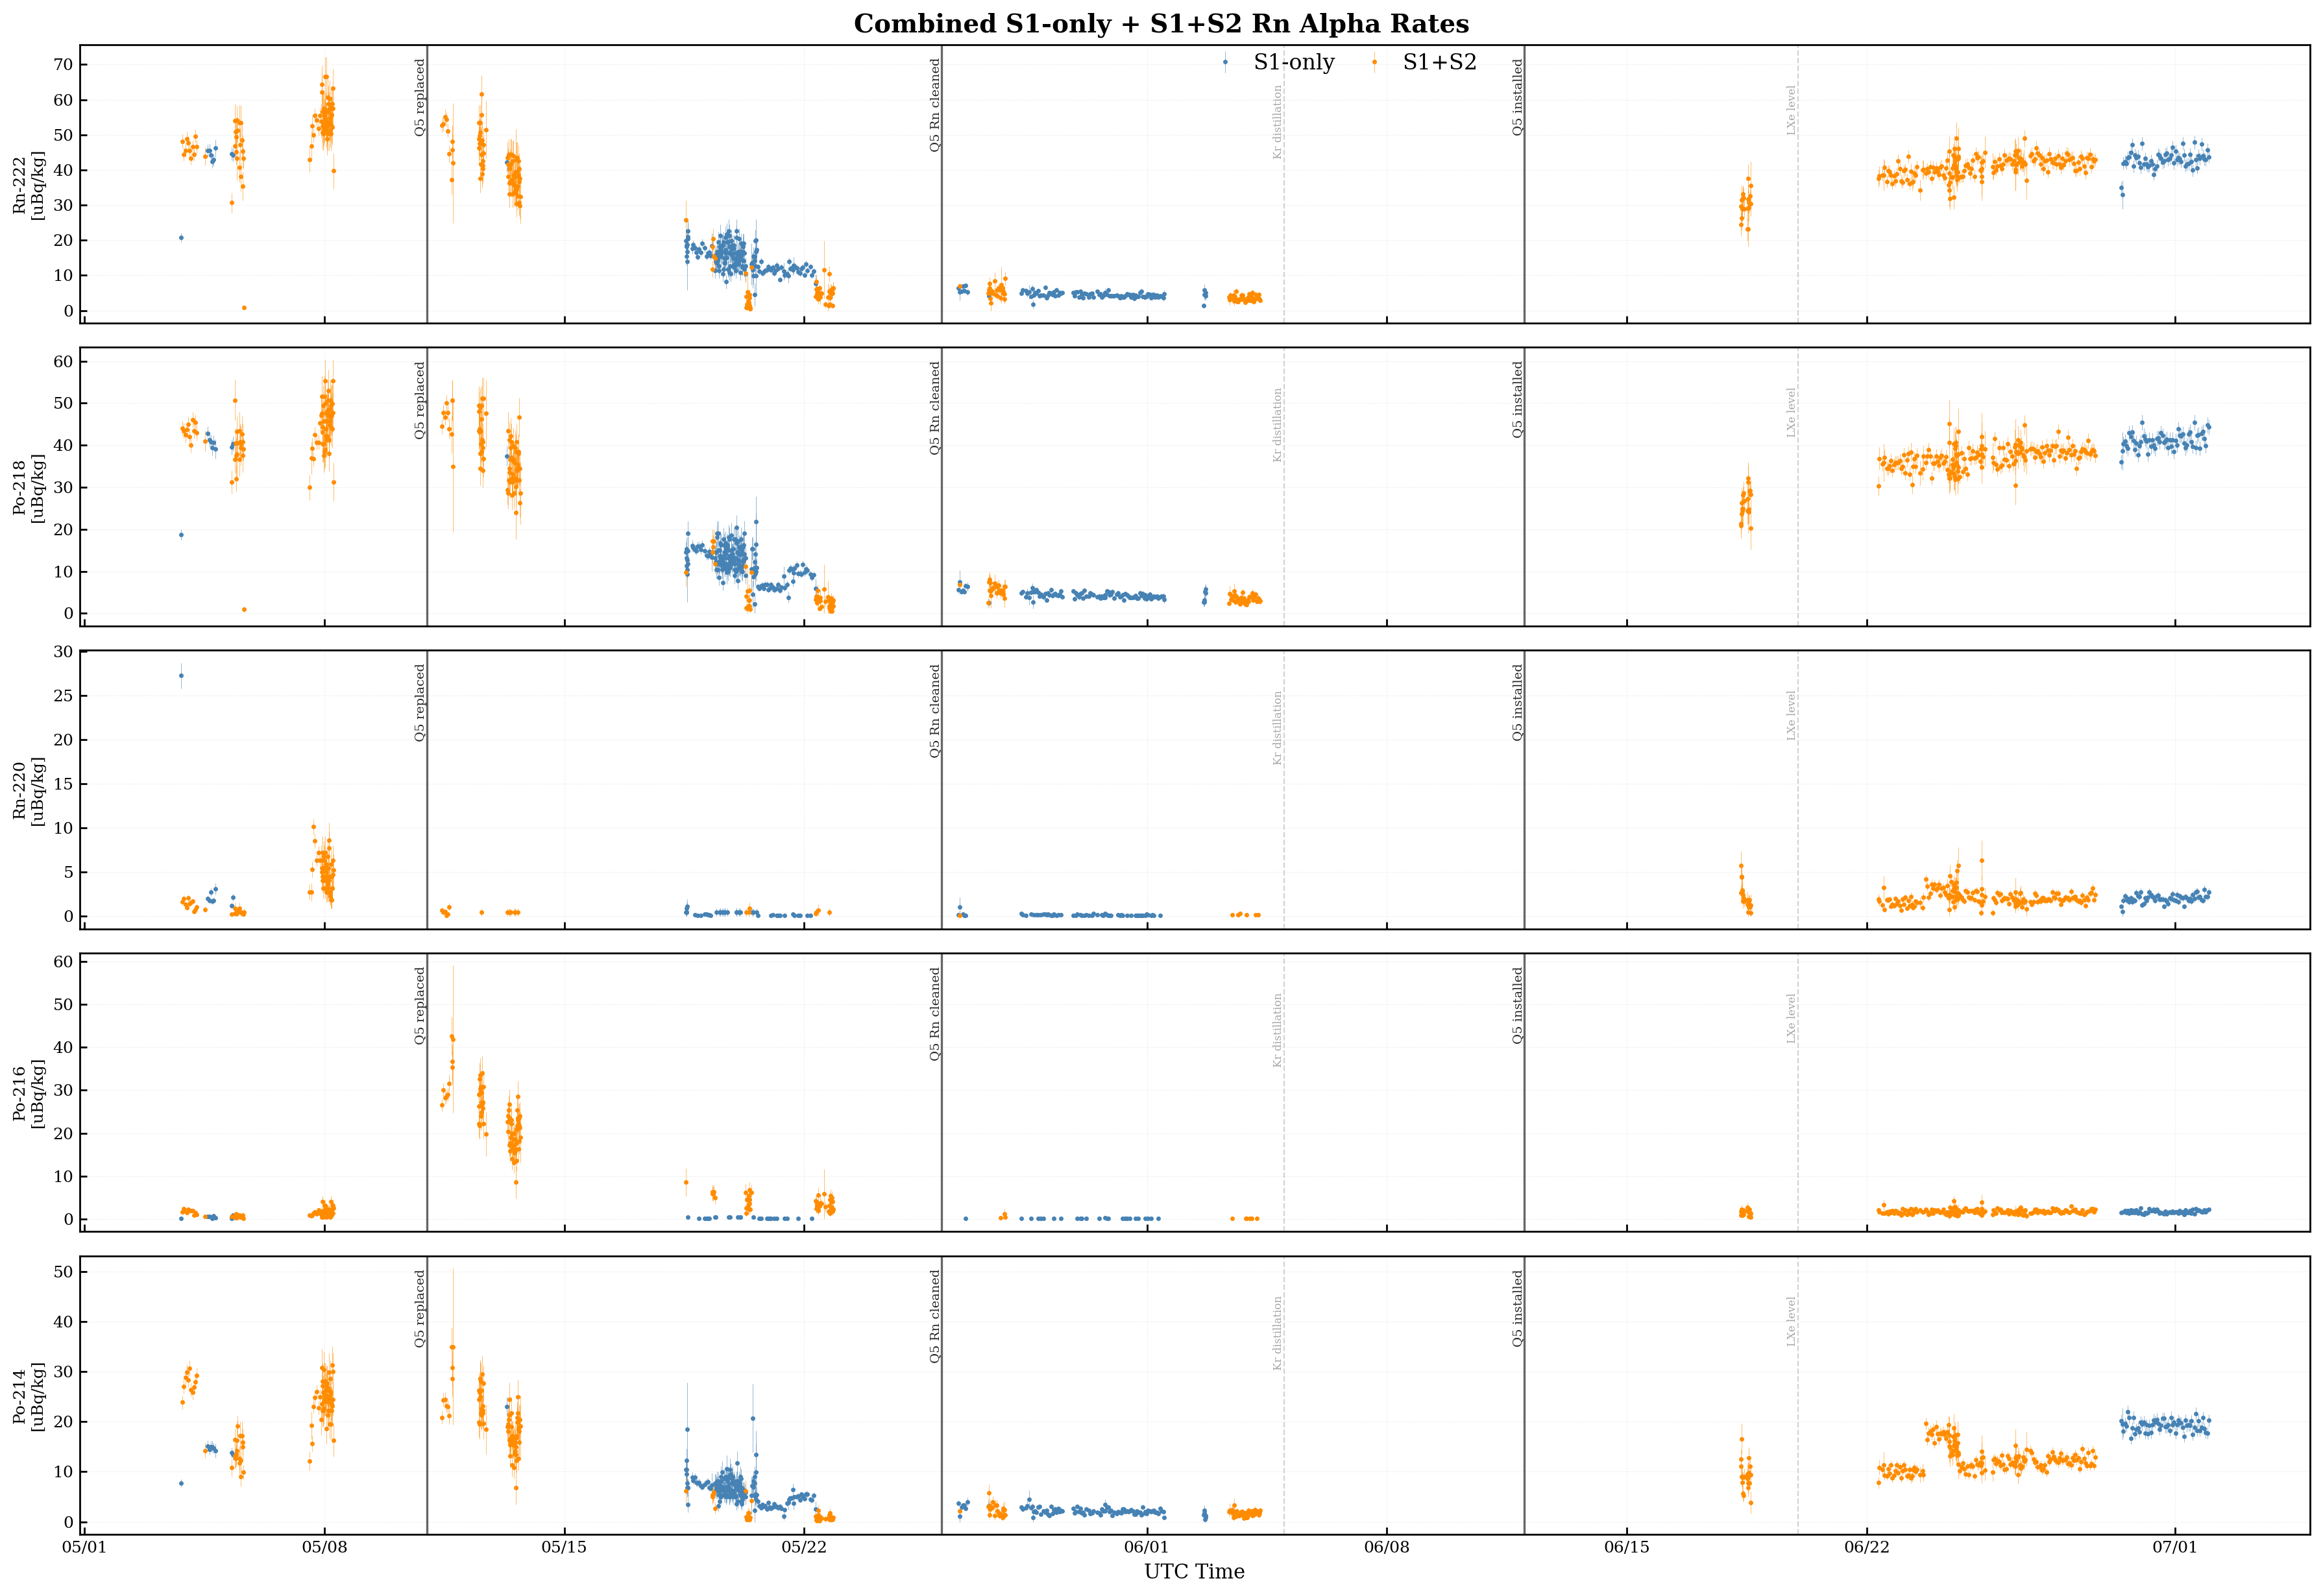 Combined S1-only + S1+S2 Rn Alpha Rates
S1-only
S1+S2
Rn-222
[uBq/kg]
70
60
50
40
30
20
10
0
Q5 replaced
Q5 Rn cleaned
Kr distillation
Q5 installed
LXe level
Po-218
[uBq/kg]
60
50
40
30
20
10
0
Q5 replaced
Q5 Rn cleaned
Kr distillation
Q5 installed
LXe level
Rn-220
[uBq/kg]
30
25
20
15
10
5
0
Q5 replaced
Q5 Rn cleaned
Kr distillation
Q5 installed
LXe level
Po-216
[uBq/kg]
60
50
40
30
20
10
0
Q5 replaced
Q5 Rn cleaned
Kr distillation
Q5 installed
LXe level
Po-214
[uBq/kg]
50
40
30
20
10
0
Q5 replaced
Q5 Rn cleaned
Kr distillation
Q5 installed
LXe level
05/01
05/08
05/15
05/22
06/01
06/08
06/15
06/22
07/01
UTC Time